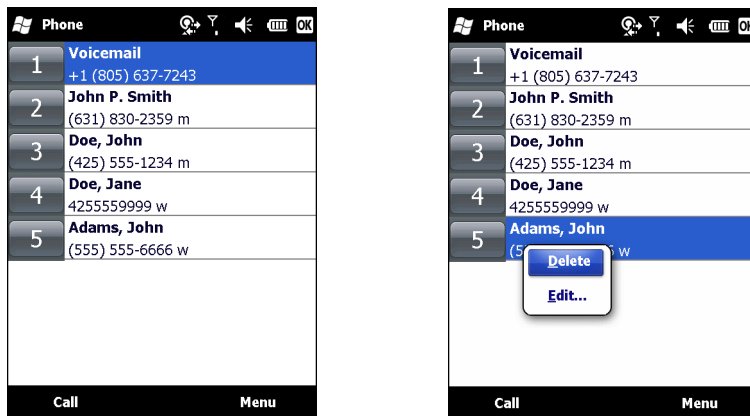 Phone
OK
1
Voicemail
+1 (805) 637-7243
2
John P. Smith
(631) 830-2359 m
3
Doe, John
(425) 555-1234 m
4
Doe, Jane
4255559999 w
5
Adams, John
(555) 555-6666 w
Call Menu
Phone
OK
1
Voicemail
+1 (805) 637-7243
2
John P. Smith
(631) 830-2359 m
3
Doe, John
(425) 555-1234 m
4
Doe, Jane
4255559999 w
5
Adams, John
(5 w
Delete
Edit...
Call Menu